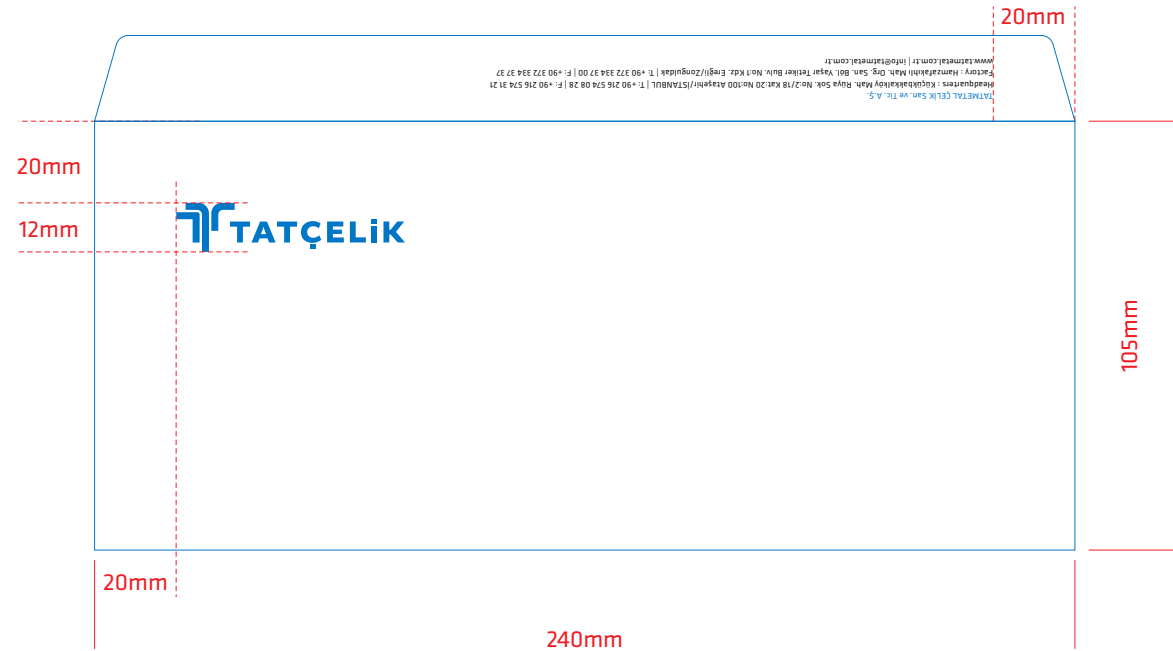 20mm
www.tatmetal.com.tr | info@tatmetal.com.tr
Factory : Hamzafakıhlı Mah. Org. San. Böl. Yaşar Tetiker Bulv. No:1 Kdz. Ereğli/Zonguldak | T: +90 372 334 37 00 | F: +90 372 334 37 37
Headquarters : Küçükbakkalköy Mah. Rüya Sok. No:2/18 Kat:20 No:100 Ataşehir/İSTANBUL | T: +90 216 574 08 28 | F: +90 216 574 31 21
TATMETAL ÇELİK San. ve Tic. A.Ş.
20mm
12mm
TATÇELİK
105mm
20mm
240mm